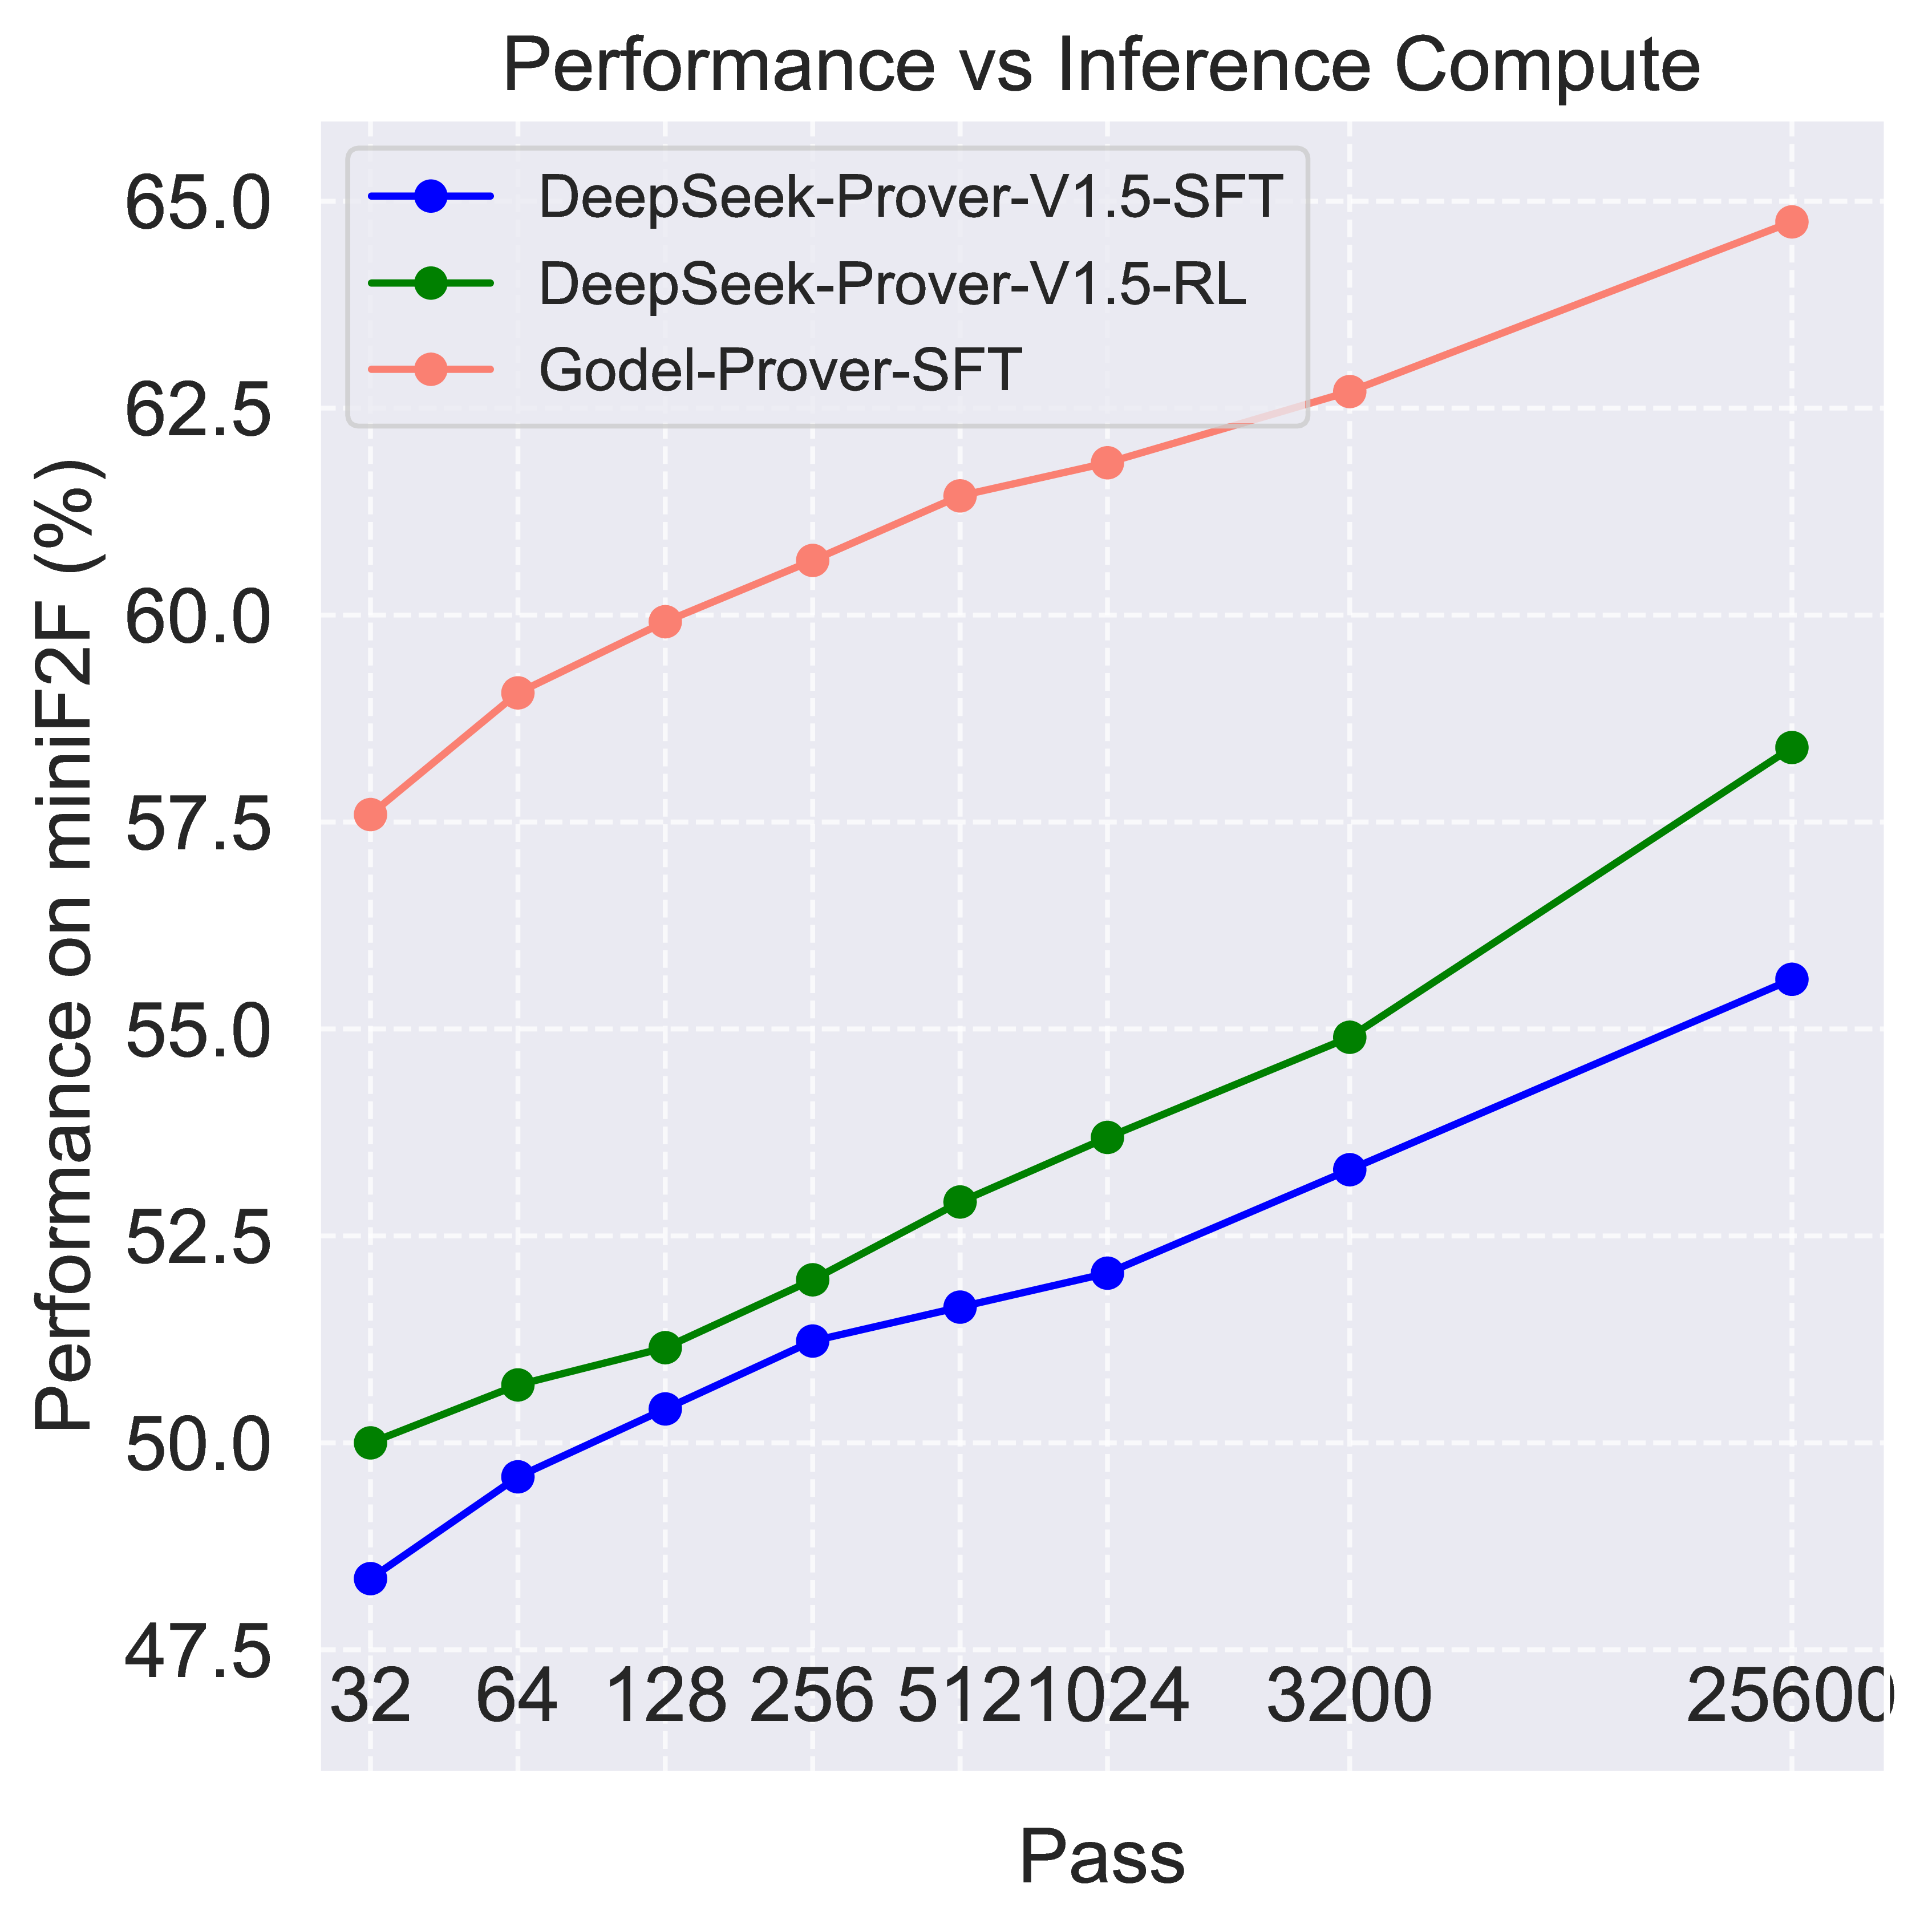 Performance vs Inference Compute
DeepSeek-Prover-V1.5-SFT
DeepSeek-Prover-V1.5-RL
Godel-Prover-SFT
Performance on miniF2F (%)
65.0
62.5
60.0
57.5
55.0
52.5
50.0
47.5
32 64 128 256 512 1024 3200 25600
Pass